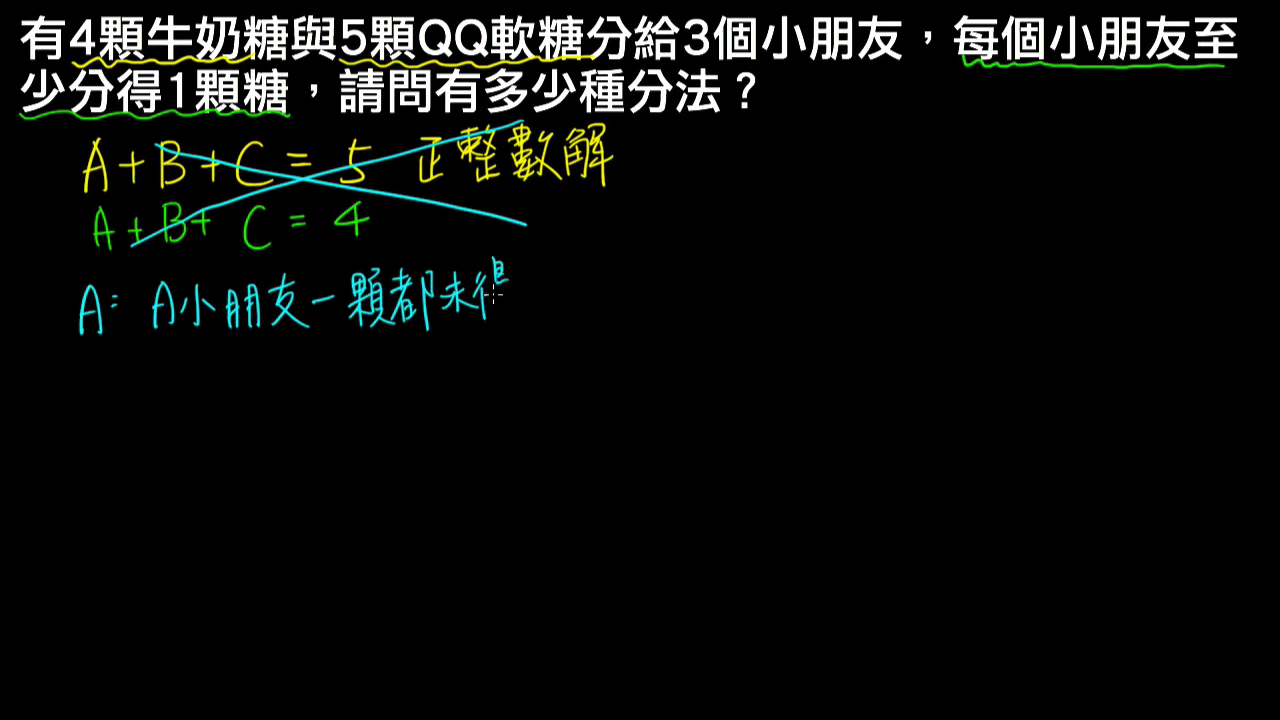 有4顆牛奶糖與5顆QQ軟糖分給3個小朋友，每個小朋友至
少分得1顆糖，請問有多少種分法？
A+B+C=5 正整數解
A+B+C=4
A: A小朋友一顆都未